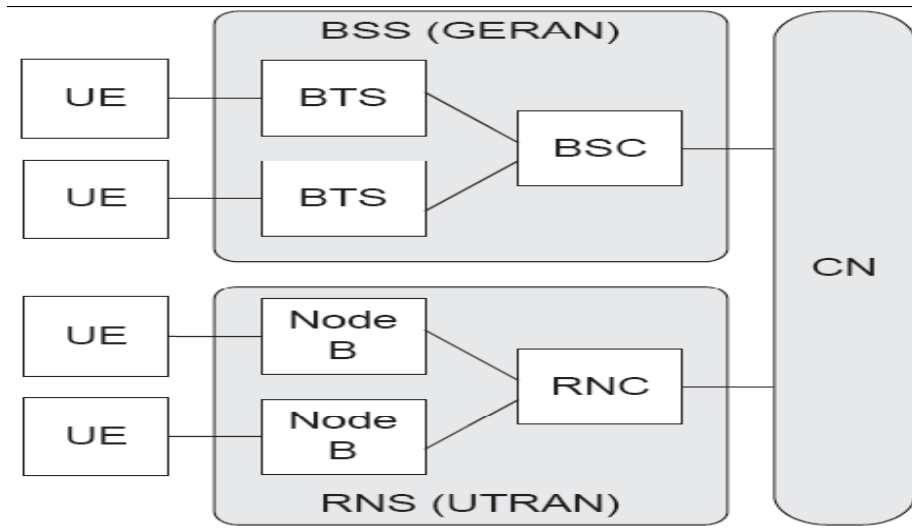 BSS (GERAN)
UE
BTS
BSC
UE
BTS
CN
UE
Node
B
RNC
UE
Node
B
RNS (UTRAN)